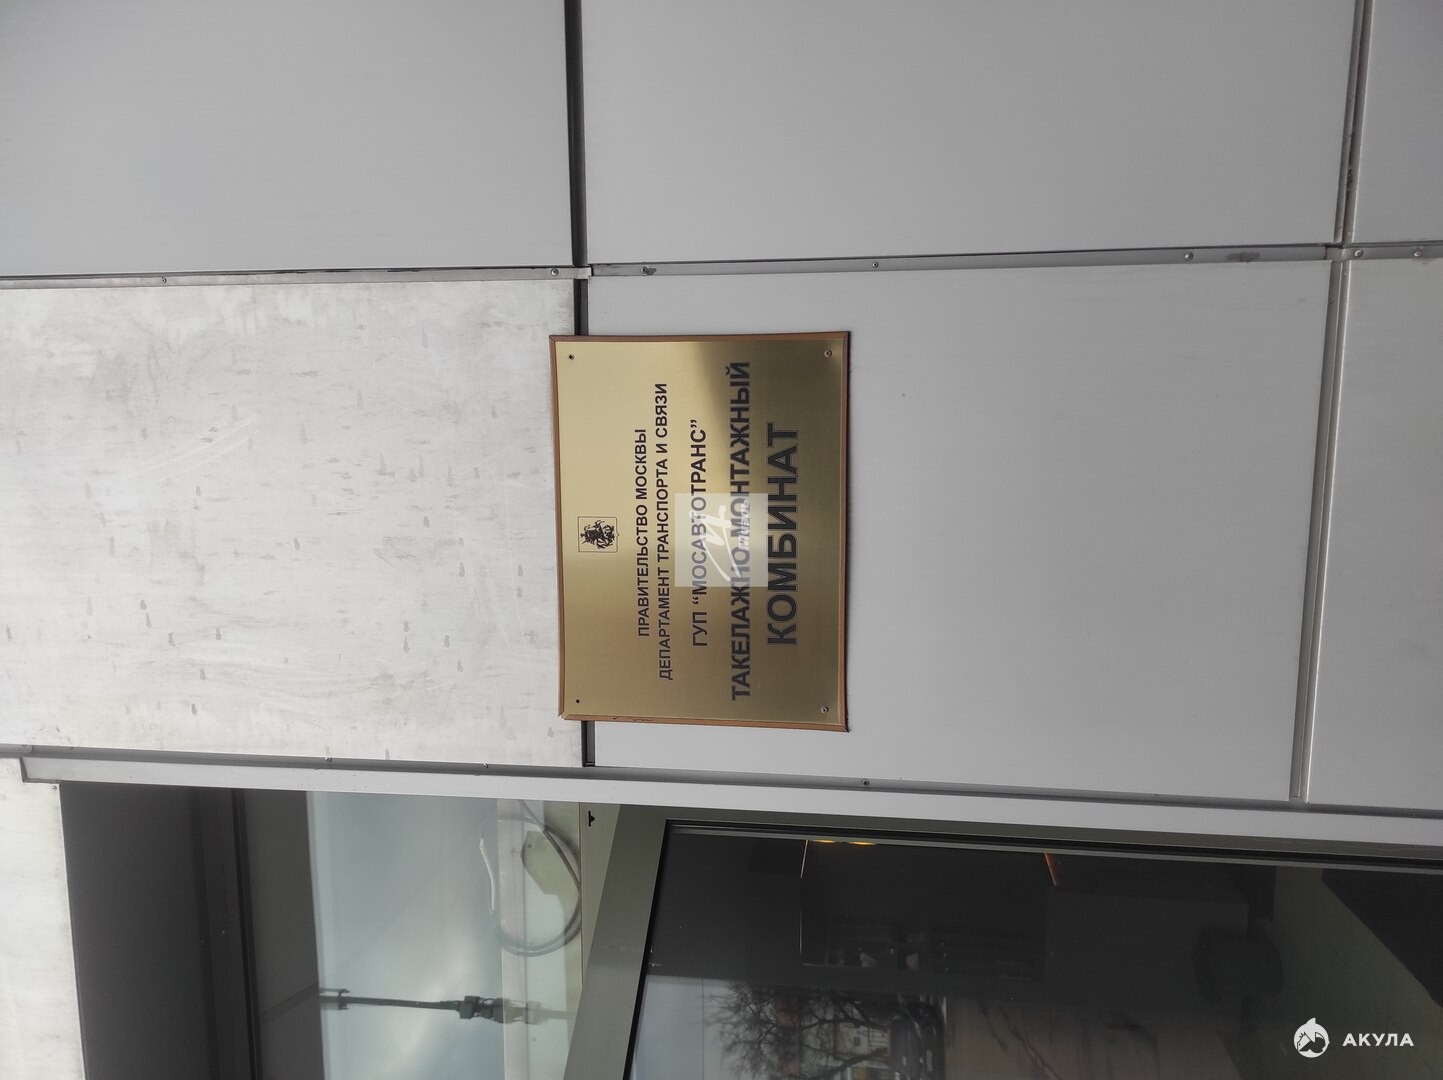 ПРАВИТЕЛЬСТВО МОСКВЫ
ДЕПАРТАМЕНТ ТРАНСПОРТА И СВЯЗИ
ГУП “МОСАВТОТРАНС”
ТАКЕЛАЖНО-МОНТАЖНЫЙ
КОМБИНАТ
АКУЛА